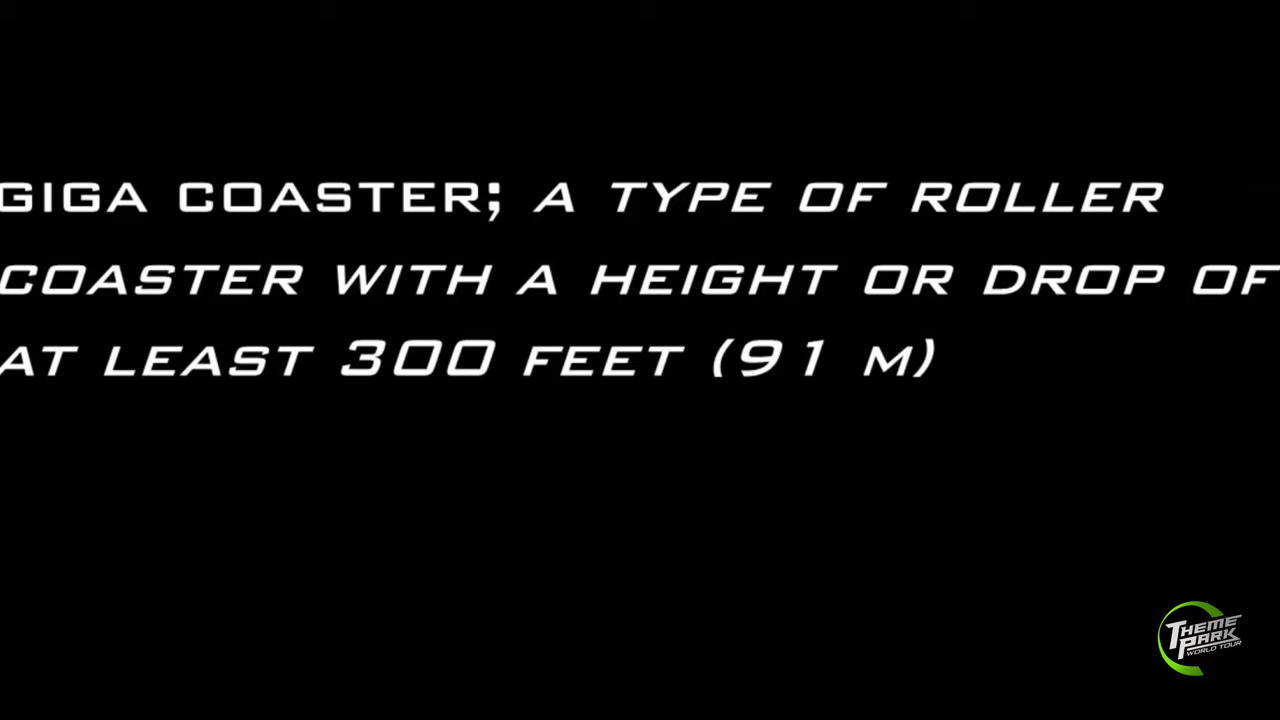 GIGA COASTER; A TYPE OF ROLLER
COASTER WITH A HEIGHT OR DROP OF
AT LEAST 300 FEET (91 M)
THEME
PARK
WORLD TOUR